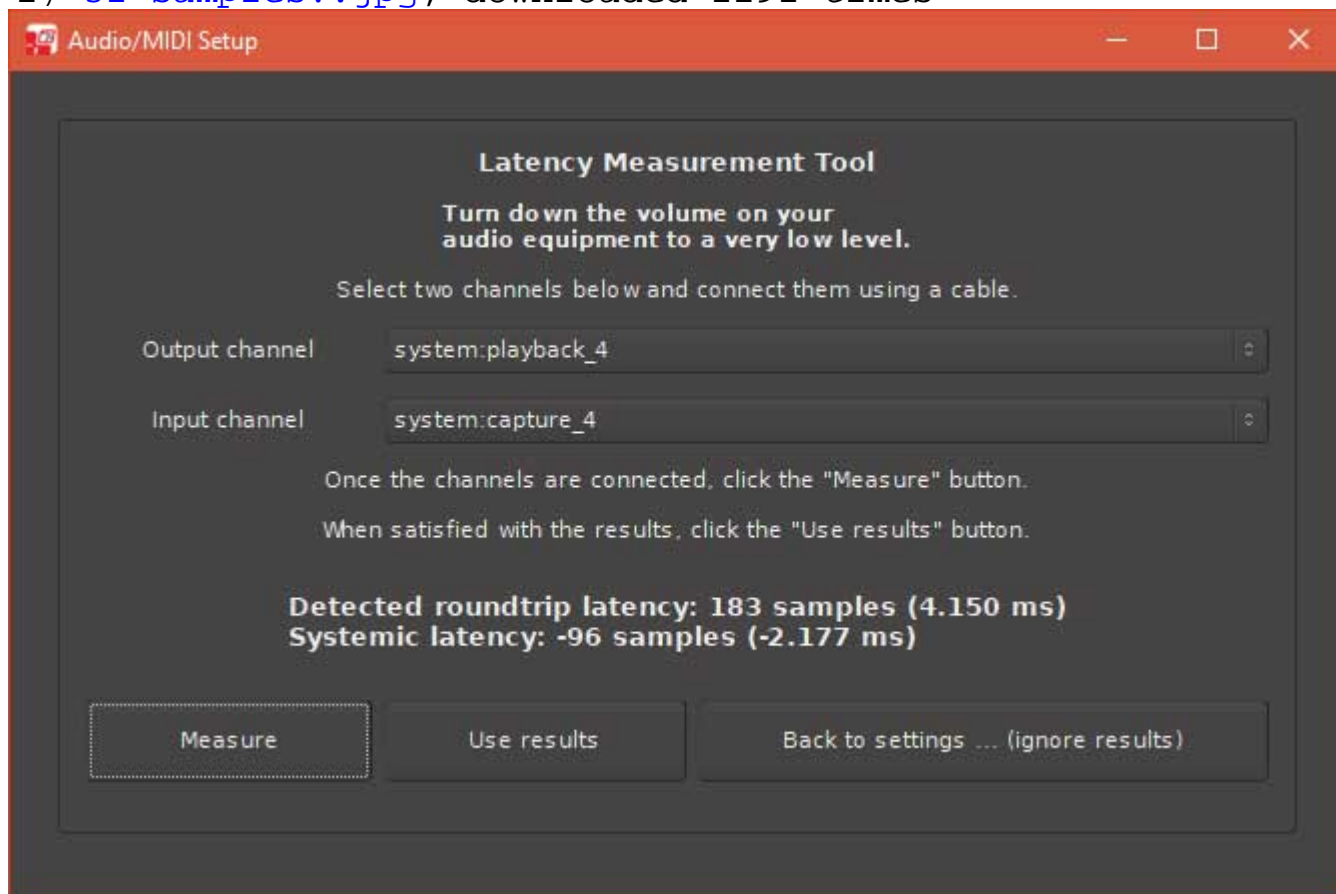 Audio/MIDI Setup
Latency Measurement Tool
Turn down the volume on your
audio equipment to a very low level.
Select two channels below and connect them using a cable.
Output channel system:playback_4
Input channel system:capture_4
Once the channels are connected, click the "Measure" button.
When satisfied with the results, click the "Use results" button.
Detected roundtrip latency: 183 samples (4.150 ms)
Systemic latency: -96 samples (-2.177 ms)
Measure Use results Back to settings ... (ignore results)